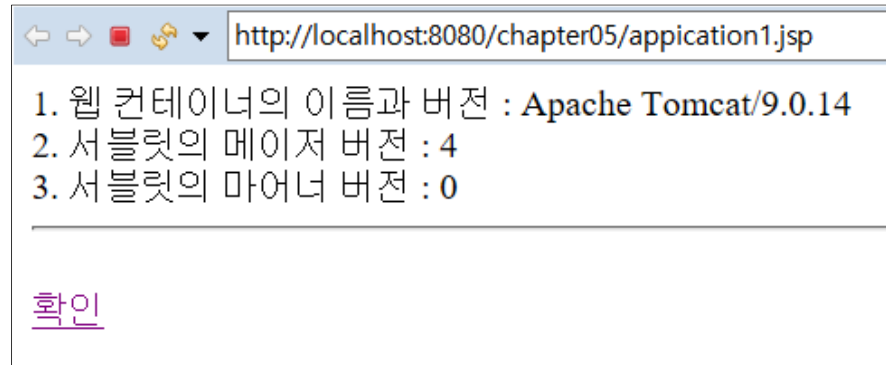 http://localhost:8080/chapter05/appication1.jsp
1. 웹 컨테이너의 이름과 버전 : Apache Tomcat/9.0.14
2. 서블릿의 메이저 버전 : 4
3. 서블릿의 마어너 버전 : 0
확인